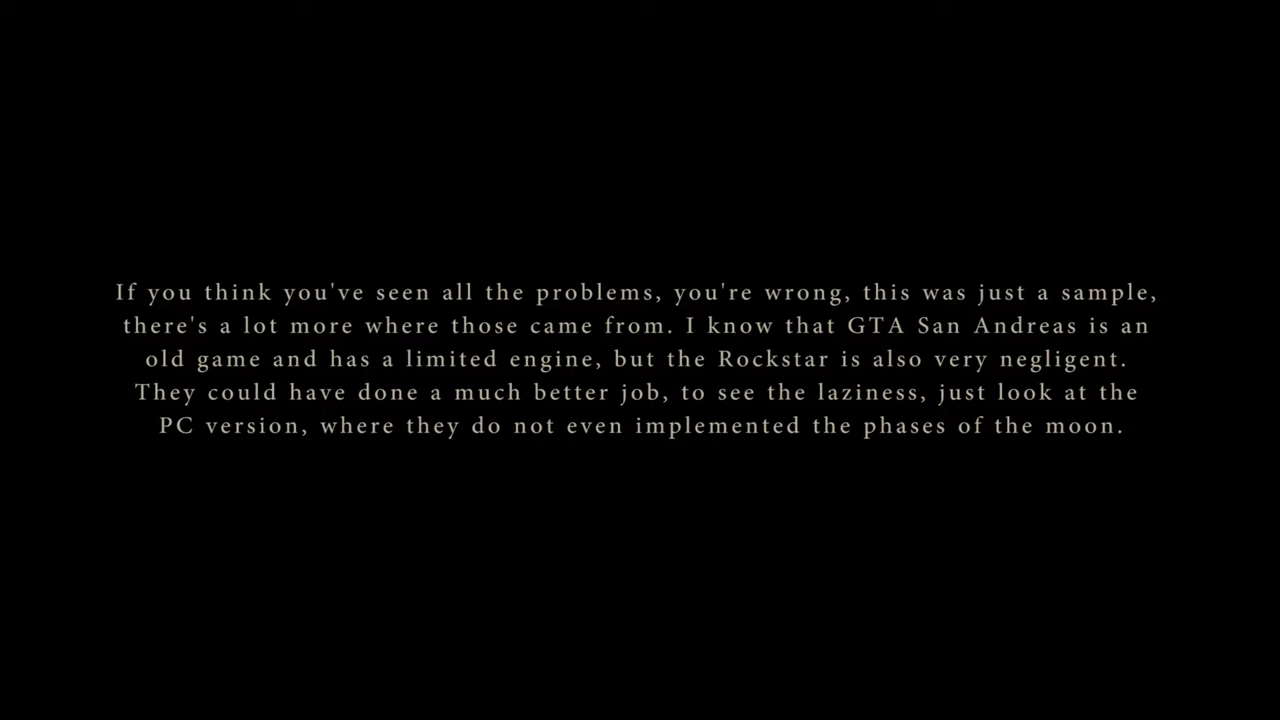 If you think you've seen all the problems, you're wrong, this was just a sample,
there's a lot more where those came from. I know that GTA San Andreas is an
old game and has a limited engine, but the Rockstar is also very negligent.
They could have done a much better job, to see the laziness, just look at the
PC version, where they do not even implemented the phases of the moon.